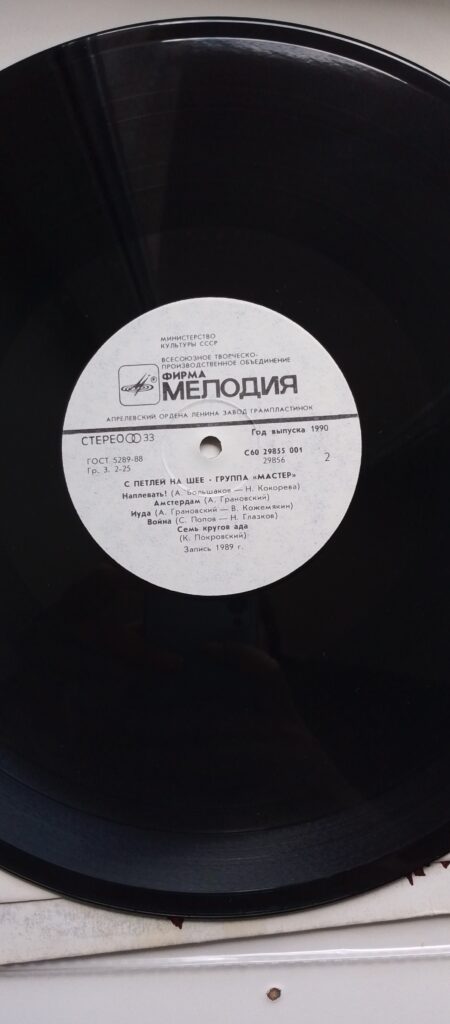 МИНИСТЕРСТВО
КУЛЬТУРЫ СССР
ВСЕСОЮЗНОЕ ТВОРЧЕСКО-
ПРОИЗВОДСТВЕННОЕ ОБЪЕДИНЕНИЕ
ФИРМА
МЕЛОДИЯ
АПРЕЛЕВСКИЙ ОРДЕНА ЛЕНИНА ЗАВОД ГРАМПЛАСТИНОК
СТЕРЕО 33
Год выпуска 1990
ГОСТ 5289-88
С60 29855 001
Гр. 3. 2-25
29856
2
С ПЕТЛЕЙ НА ШЕЕ · ГРУППА «МАСТЕР»
Наплевать! (А. Большаков — Н. Кокорева)
Амстердам (А. Грановский)
Иуда (А. Грановский — В. Кожемякин)
Война (С. Попов — Н. Глазков)
Семь кругов ада
(К. Покровский)
Запись 1989 г.